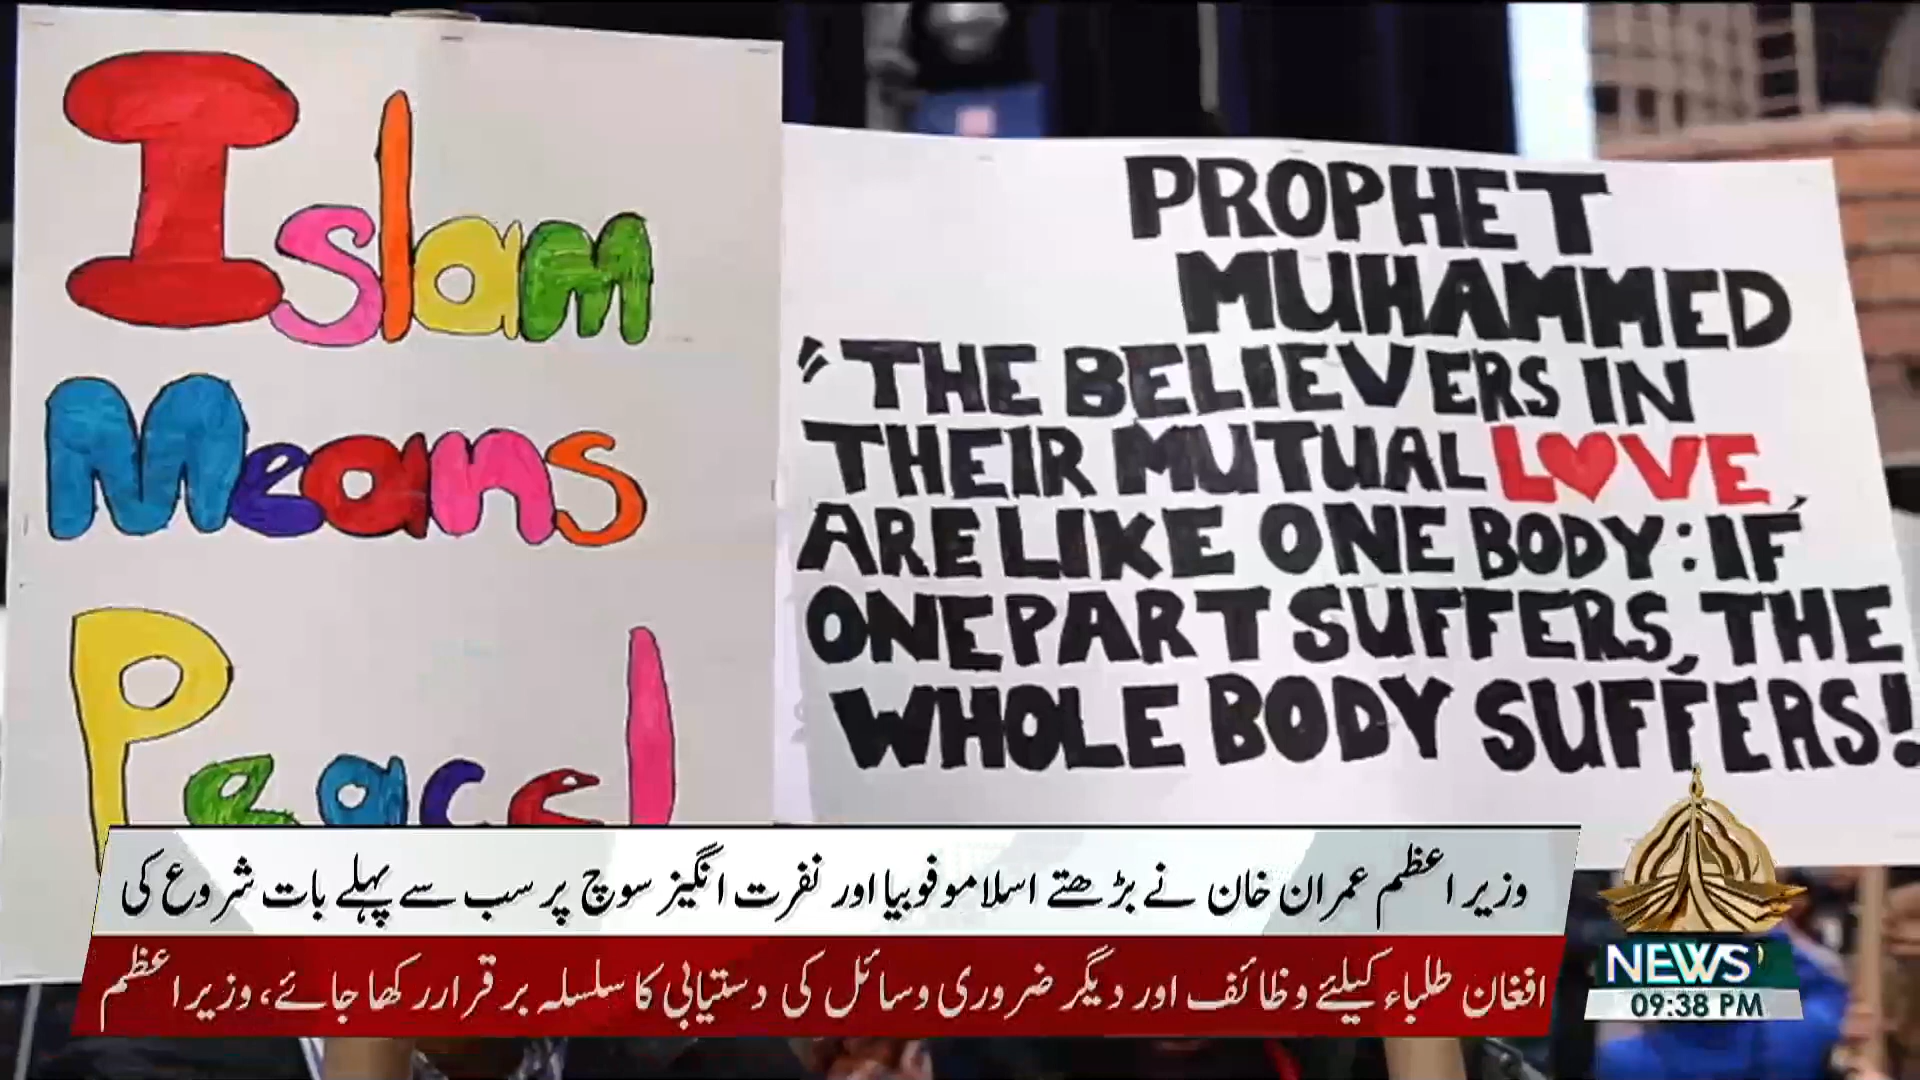 Islam
Means
Peace!
PROPHET
MUHAMMED
"THE BELIEVERS IN
THEIR MUTUAL LOVE,
ARE LIKE ONE BODY: IF
ONE PART SUFFERS, THE
WHOLE BODY SUFFERS!
وزیر اعظم عمران خان نے بڑھتے اسلاموفوبیا اور نفرت انگیز سوچ پر سب سے پہلے بات شروع کی
افغان طلباء کیلئے وظائف اور دیگر ضروری وسائل کی دستیابی کا سلسلہ برقرار رکھا جائے، وزیر اعظم
NEWS
09:38 PM